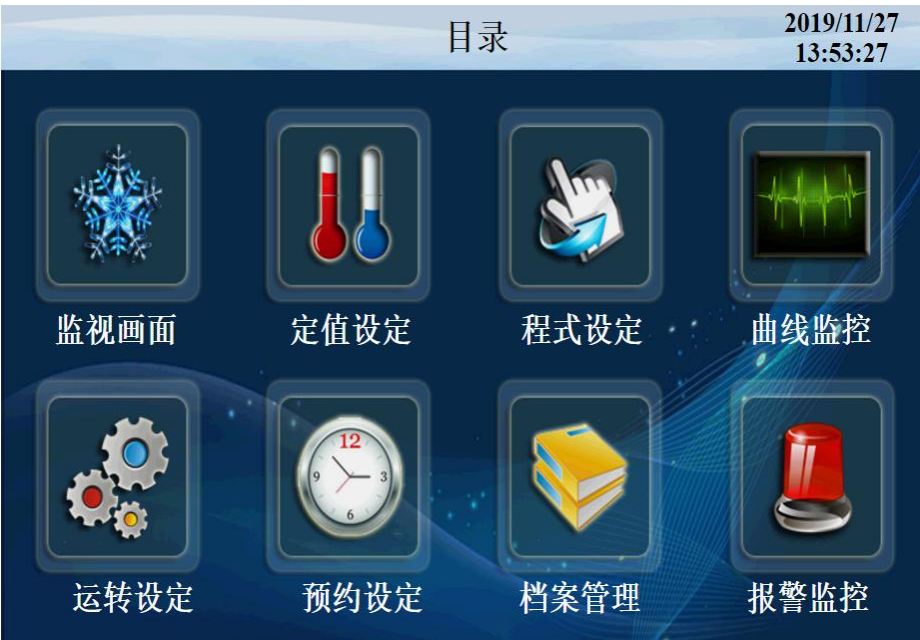 目录
2019/11/27
13:53:27
监视画面
定值设定
程式设定
曲线监控
12
9
3
6
运转设定
预约设定
档案管理
报警监控